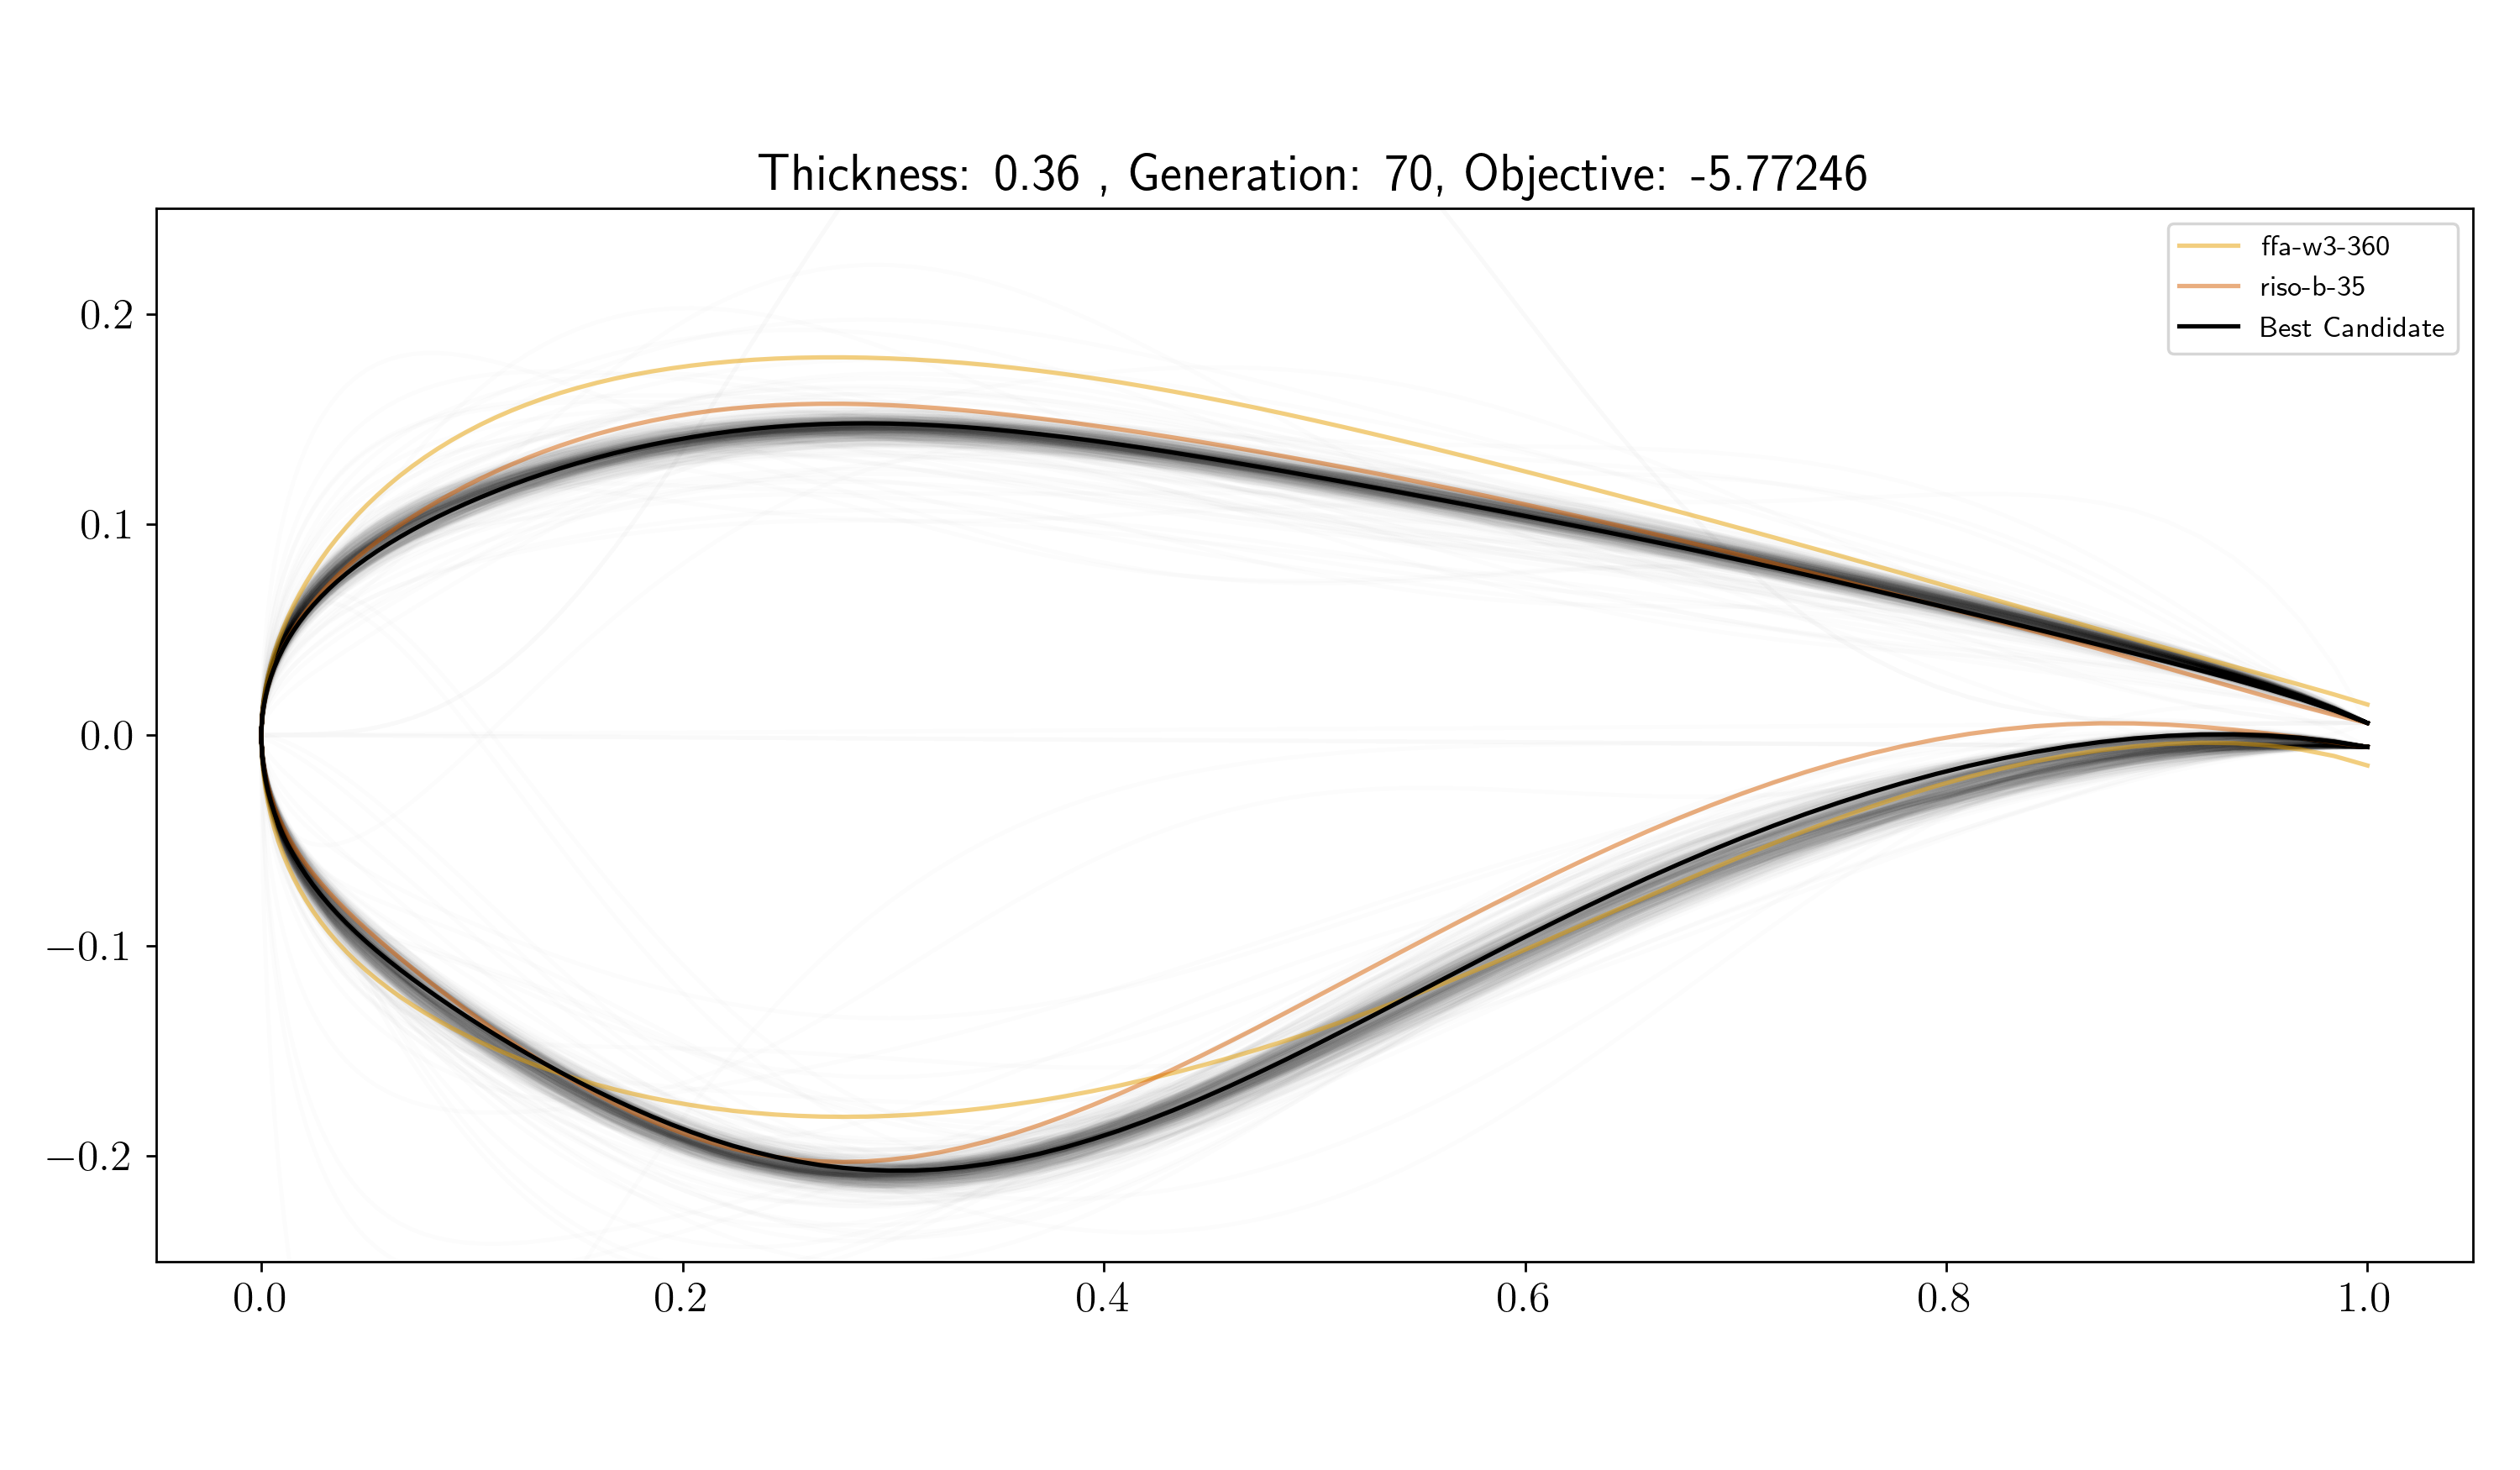 Thickness: 0.36 , Generation: 70, Objective: -5.77246
ffa-w3-360
riso-b-35
Best Candidate
0.2
0.1
0.0
−0.1
−0.2
0.0 0.2 0.4 0.6 0.8 1.0